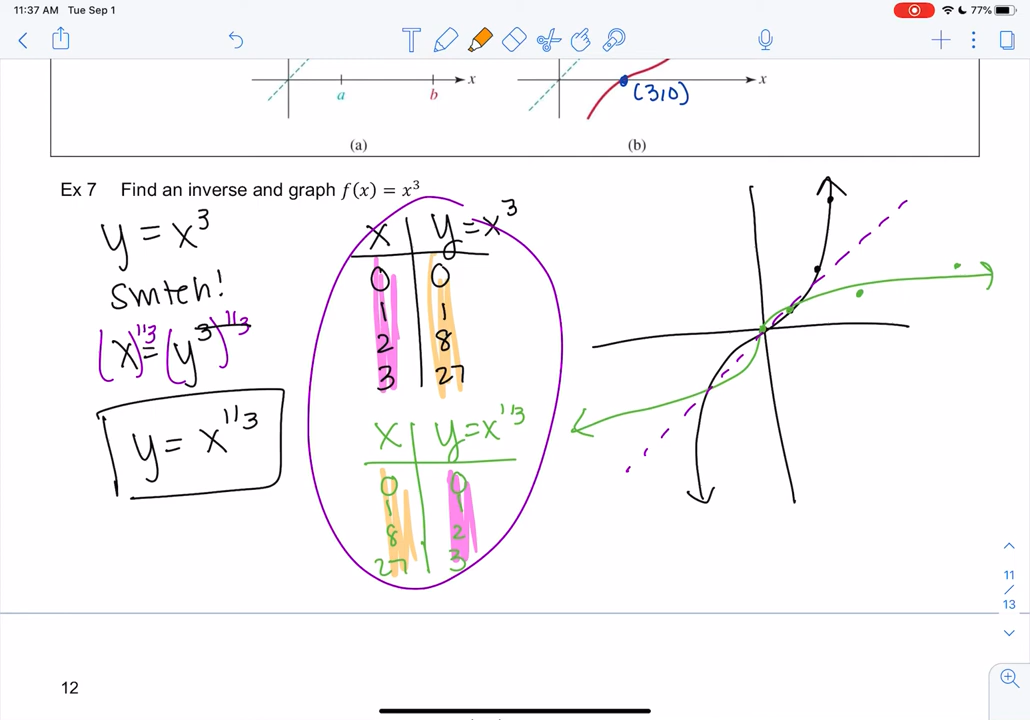 11:37 AM Tue Sep 1
77%
T
x
a
b
x
(3,0)
(a)
(b)
Ex 7 Find an inverse and graph f(x) = x³
y = x³
Switch!
(x)^1/3 = (y³)^1/3
y = x^1/3
x | y = x³
0 | 0
1 | 1
2 | 8
3 | 27
x | y = x^1/3
0 | 0
1 | 1
8 | 2
27 | 3
11
/
13
12